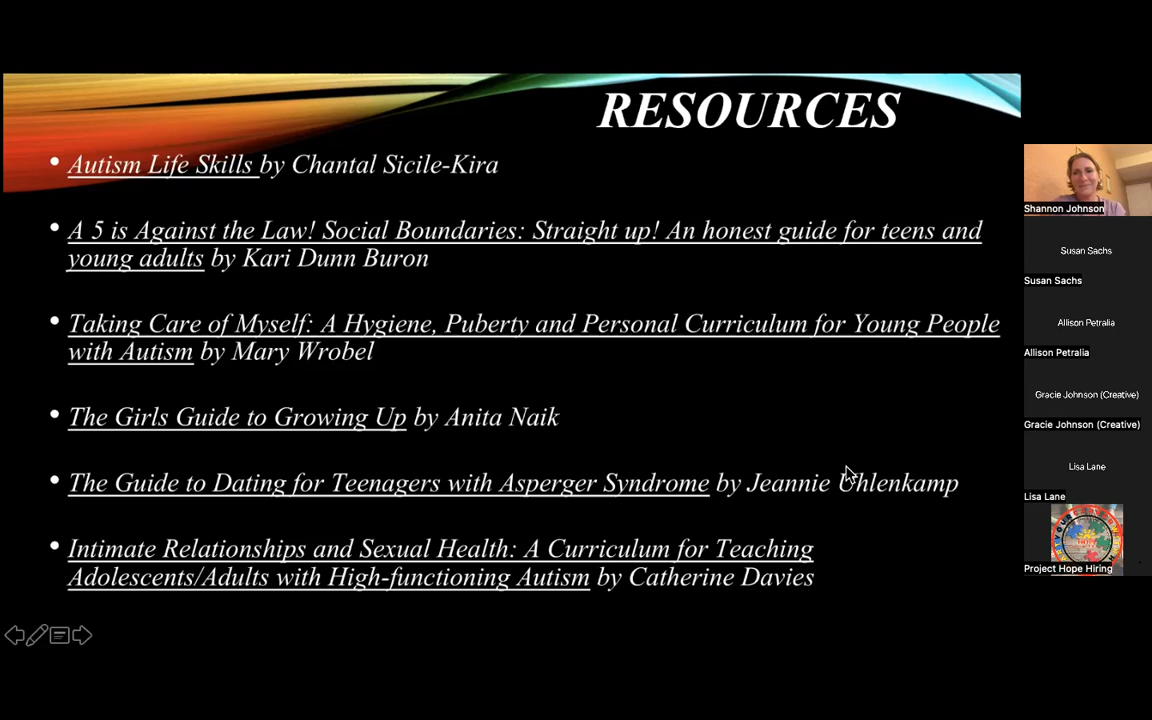 RESOURCES
• Autism Life Skills by Chantal Sicile-Kira
• A 5 is Against the Law! Social Boundaries: Straight up! An honest guide for teens and
young adults by Kari Dunn Buron
• Taking Care of Myself: A Hygiene, Puberty and Personal Curriculum for Young People
with Autism by Mary Wrobel
• The Girls Guide to Growing Up by Anita Naik
• The Guide to Dating for Teenagers with Asperger Syndrome by Jeannie Uhlenkamp
• Intimate Relationships and Sexual Health: A Curriculum for Teaching
Adolescents/Adults with High-functioning Autism by Catherine Davies
Shannon Johnson
Susan Sachs
Susan Sachs
Allison Petralia
Allison Petralia
Gracie Johnson (Creative)
Gracie Johnson (Creative)
Lisa Lane
Lisa Lane
Project Hope Hiring